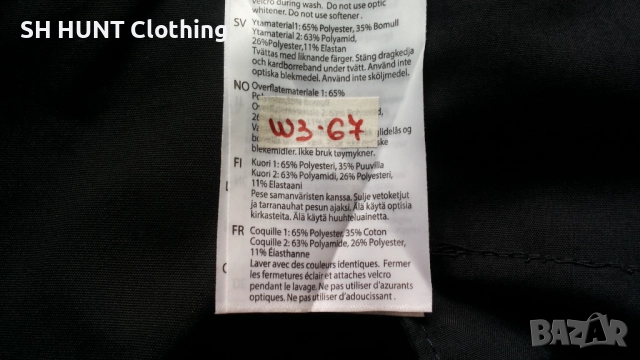 SH HUNT Clothing
velcro during wash. Do not use optic
whitener. Do not use softener.
SV Ytamaterial1: 65% Polyester, 35% Bomull
Ytamaterial 2: 63% Polyamid,
26%Polyester,11% Elastan
Tvättas med liknande färger. Stäng dragkedja
och kardborreband under tvätt. Använd inte
optiska blekmedel. Använd inte sköljmedel.
NO Overflatemateriale 1: 65%
W3-67
glidelås og
blekemidler. Ikke bruk tøymykner.
FI Kuori 1: 65% Polyesteri, 35% Puuvilla
Kuori 2: 63% Polyamidi, 26% Polyesteri,
11% Elastaani
Pese samanväristen kanssa. Sulje vetoketjut
ja tarranauhat pesun ajaksi. Älä käytä optisia
kirkasteita. Älä käytä huuhteluainetta.
FR Coquille 1: 65% Polyester, 35% Coton
Coquille 2: 63% Polyamide, 26% Polyester,
11% Élasthanne
Laver avec des couleurs identiques. Fermer
les fermetures éclair et attaches velcro
pendant le lavage. Ne pas utiliser d'azurants
optiques. Ne pas utiliser d'adoucissant.
BAZAR